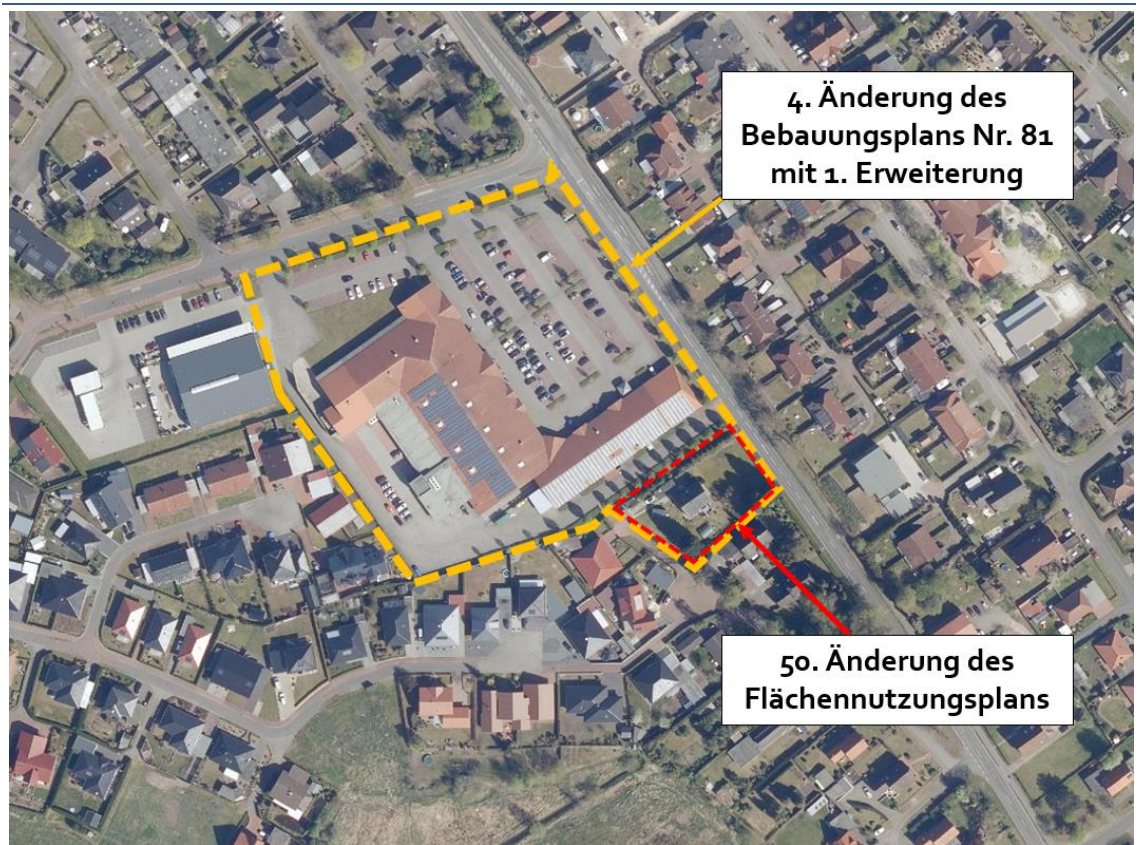 4. Änderung des
Bebauungsplans Nr. 81
mit 1. Erweiterung
50. Änderung des
Flächennutzungsplans